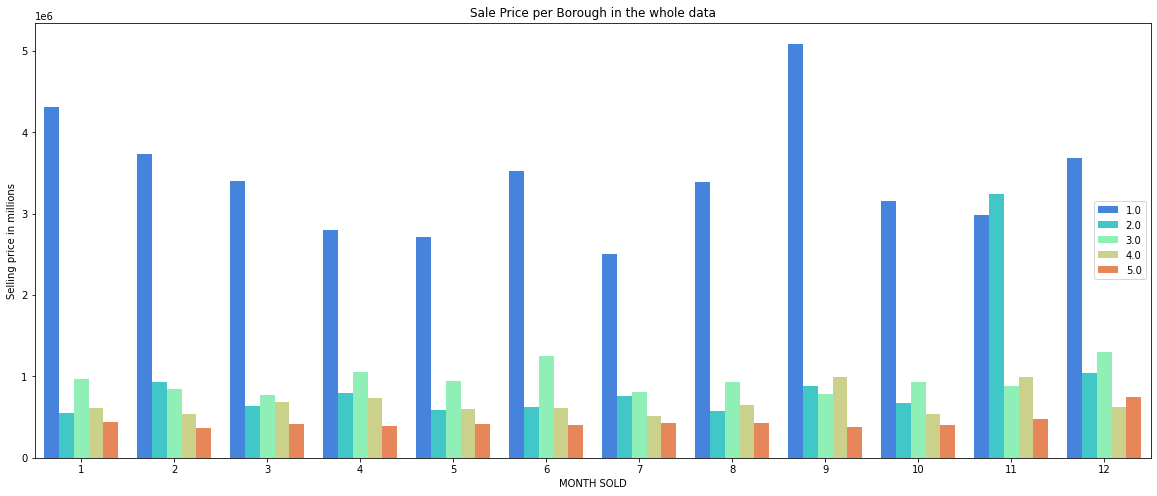 Sale Price per Borough in the whole data
1e6
5
4
3
2
1
0
Selling price in millions
1.0
2.0
3.0
4.0
5.0
1 2 3 4 5 6 7 8 9 10 11 12
MONTH SOLD